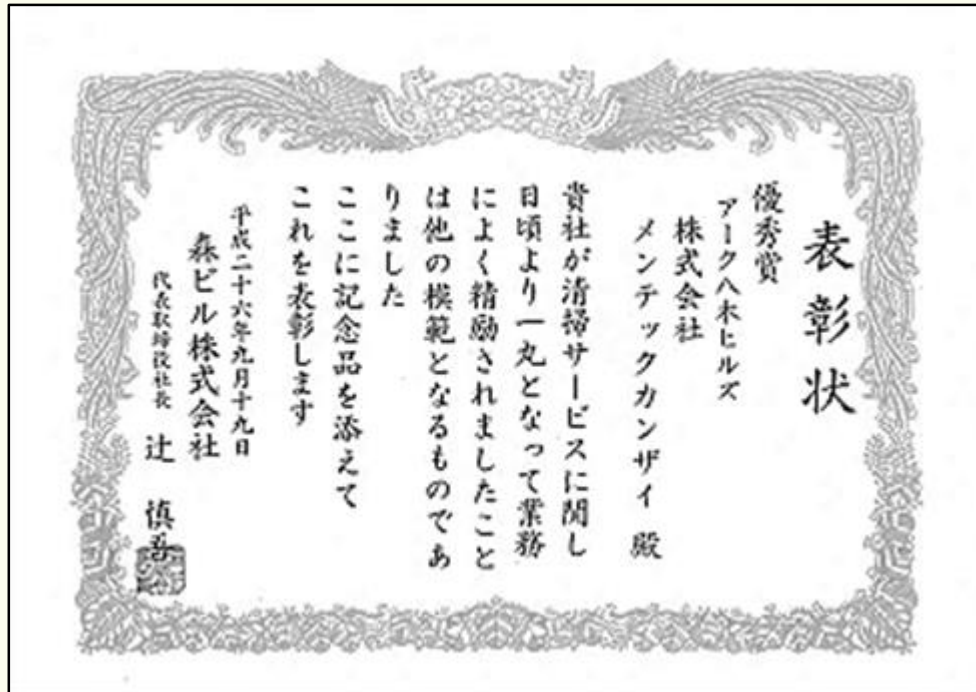 表彰状
優秀賞
アーク八木ヒルズ
株式会社
メンテックカンザイ 殿
貴社が清掃サービスに関し
日頃より一丸となって業務
によく精励されましたこと
は他の模範となるものであ
りました
ここに記念品を添えて
これを表彰します
平成二十六年九月十九日
森ビル株式会社
代表取締役社長 辻 慎吾